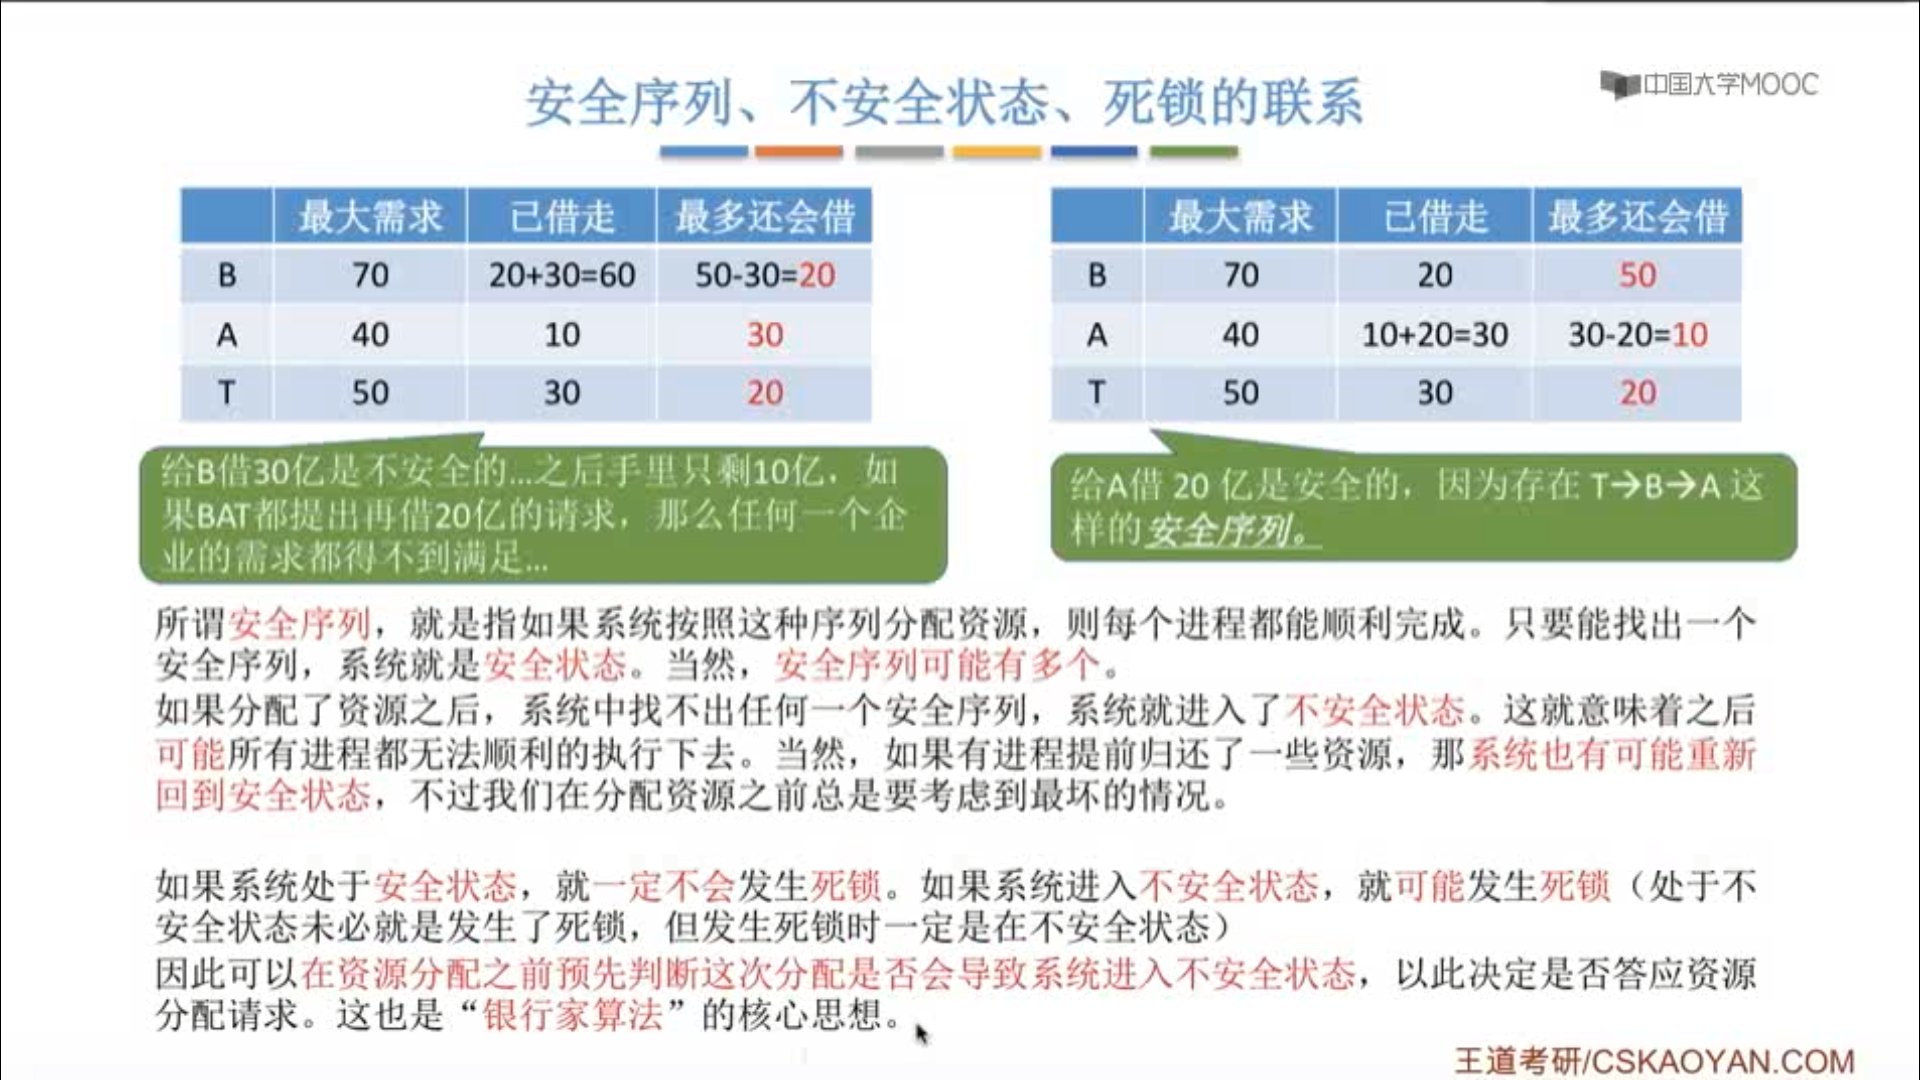 安全序列、不安全状态、死锁的联系
中国大学MOOC
最大需求 已借走 最多还会借
B 70 20+30=60 50-30=20
A 40 10 30
T 50 30 20
最大需求 已借走 最多还会借
B 70 20 50
A 40 10+20=30 30-20=10
T 50 30 20
给B借30亿是不安全的...之后手里只剩10亿，如
果BAT都提出再借20亿的请求，那么任何一个企
业的需求都得不到满足...
给A借 20 亿是安全的，因为存在 T→B→A 这
样的安全序列。
所谓安全序列，就是指如果系统按照这种序列分配资源，则每个进程都能顺利完成。只要能找出一个
安全序列，系统就是安全状态。当然，安全序列可能有多个。
如果分配了资源之后，系统中找不出任何一个安全序列，系统就进入了不安全状态。这就意味着之后
可能所有进程都无法顺利的执行下去。当然，如果有进程提前归还了一些资源，那系统也有可能重新
回到安全状态，不过我们在分配资源之前总是要考虑到最坏的情况。
如果系统处于安全状态，就一定不会发生死锁。如果系统进入不安全状态，就可能发生死锁（处于不
安全状态未必就是发生了死锁，但发生死锁时一定是在不安全状态）
因此可以在资源分配之前预先判断这次分配是否会导致系统进入不安全状态，以此决定是否答应资源
分配请求。这也是“银行家算法”的核心思想。
王道考研/CSKAOYAN.COM